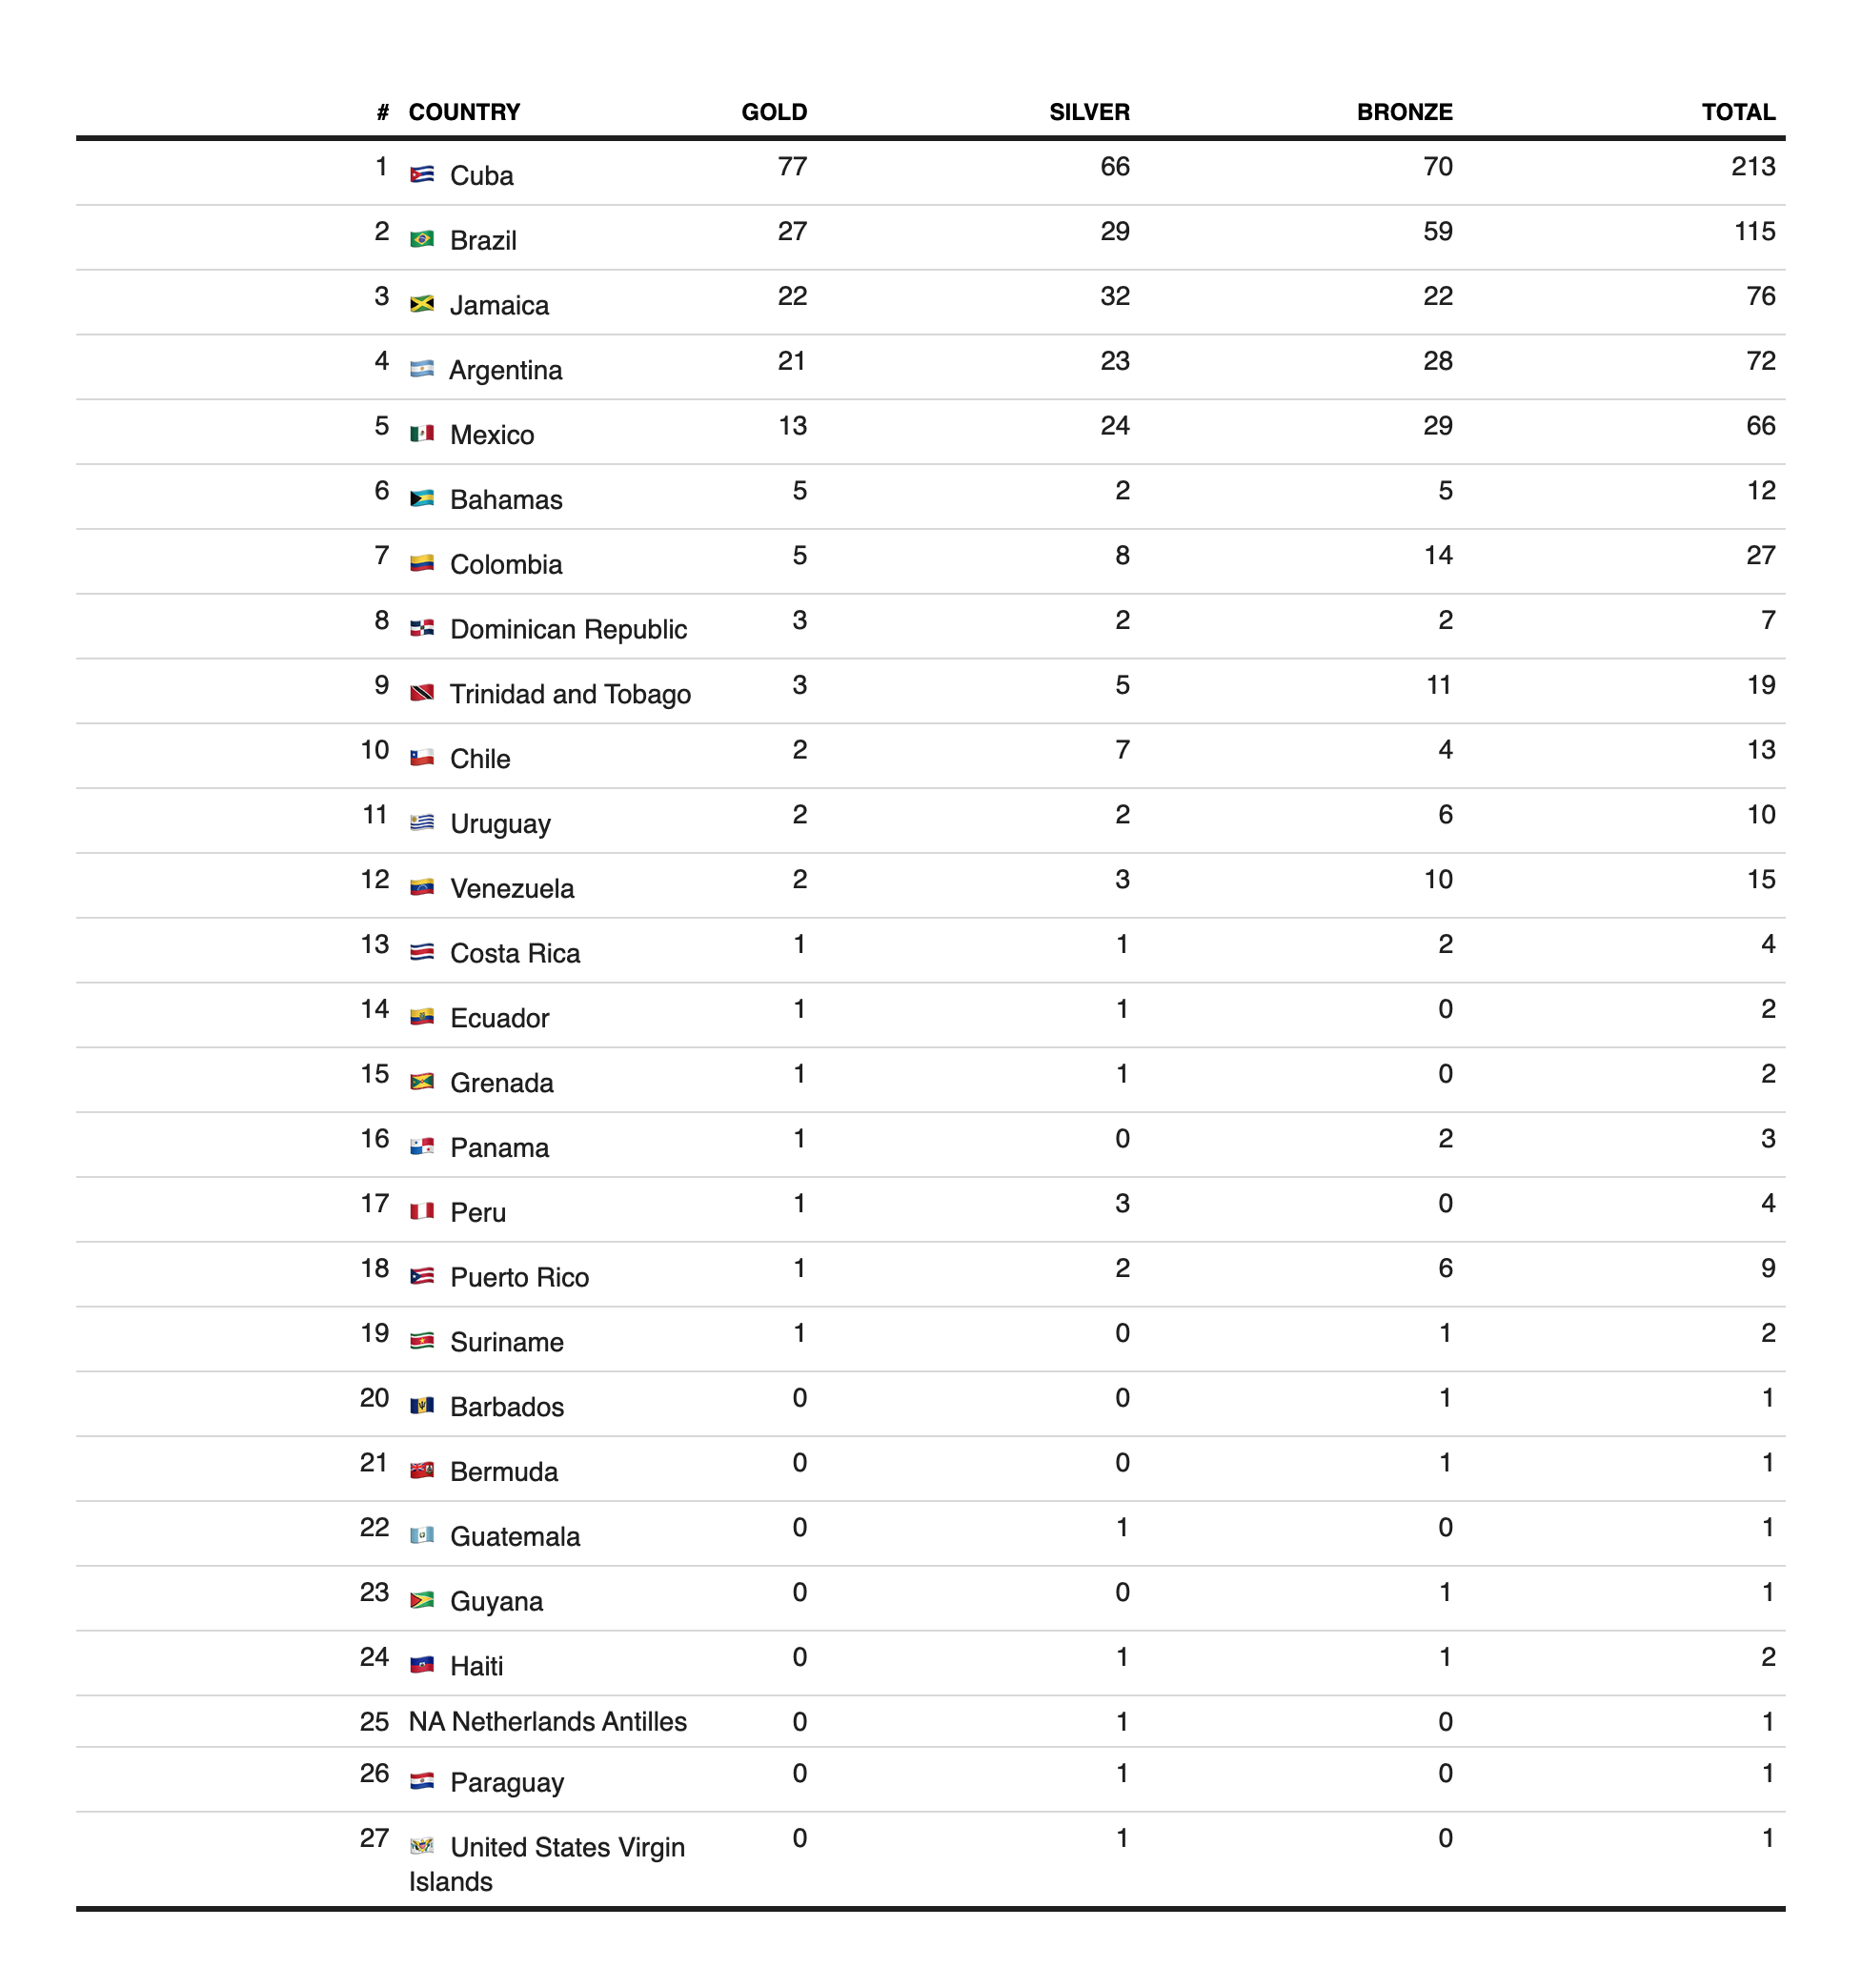 # COUNTRY GOLD SILVER BRONZE TOTAL
1 Cuba 77 66 70 213
2 Brazil 27 29 59 115
3 Jamaica 22 32 22 76
4 Argentina 21 23 28 72
5 Mexico 13 24 29 66
6 Bahamas 5 2 5 12
7 Colombia 5 8 14 27
8 Dominican Republic 3 2 2 7
9 Trinidad and Tobago 3 5 11 19
10 Chile 2 7 4 13
11 Uruguay 2 2 6 10
12 Venezuela 2 3 10 15
13 Costa Rica 1 1 2 4
14 Ecuador 1 1 0 2
15 Grenada 1 1 0 2
16 Panama 1 0 2 3
17 Peru 1 3 0 4
18 Puerto Rico 1 2 6 9
19 Suriname 1 0 1 2
20 Barbados 0 0 1 1
21 Bermuda 0 0 1 1
22 Guatemala 0 1 0 1
23 Guyana 0 0 1 1
24 Haiti 0 1 1 2
25 NA Netherlands Antilles 0 1 0 1
26 Paraguay 0 1 0 1
27 United States Virgin 0 1 0 1
Islands